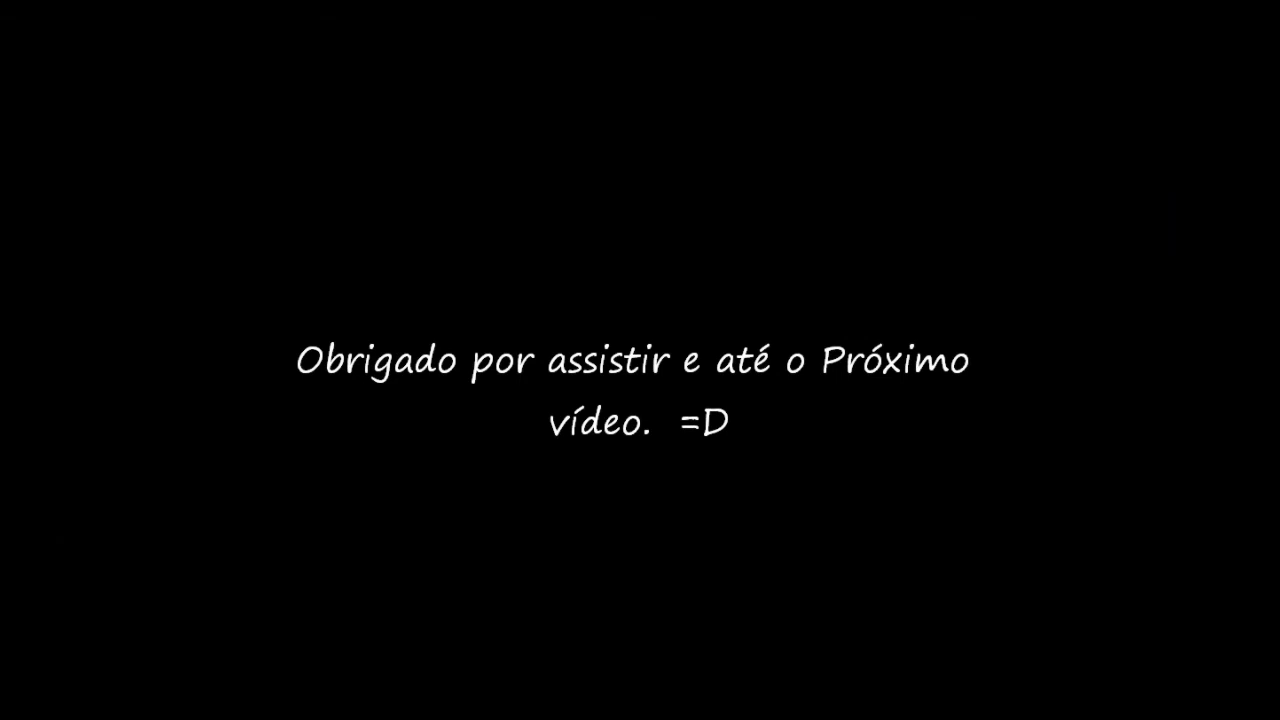 Obrigado por assistir e até o Próximo
vídeo. =D